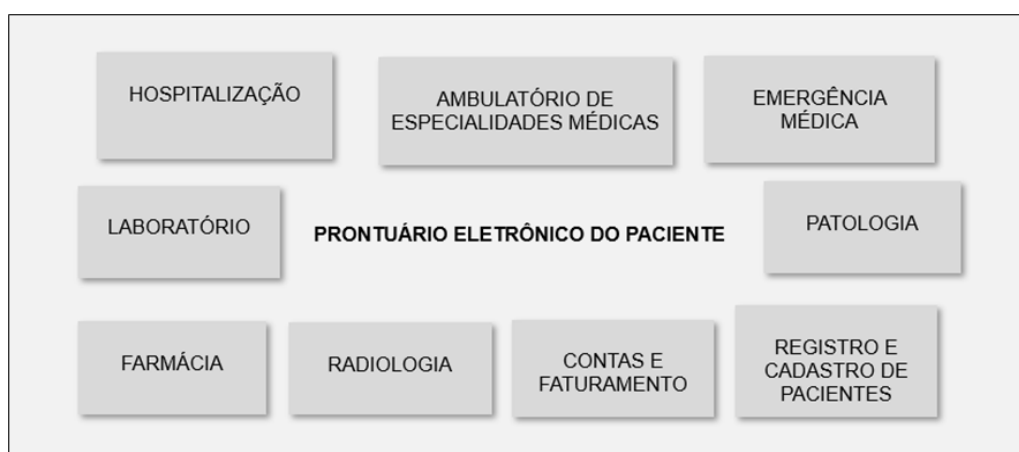 HOSPITALIZAÇÃO
AMBULATÓRIO DE
ESPECIALIDADES MÉDICAS
EMERGÊNCIA
MÉDICA
LABORATÓRIO
PRONTUÁRIO ELETRÔNICO DO PACIENTE
PATOLOGIA
FARMÁCIA
RADIOLOGIA
CONTAS E
FATURAMENTO
REGISTRO E
CADASTRO DE
PACIENTES